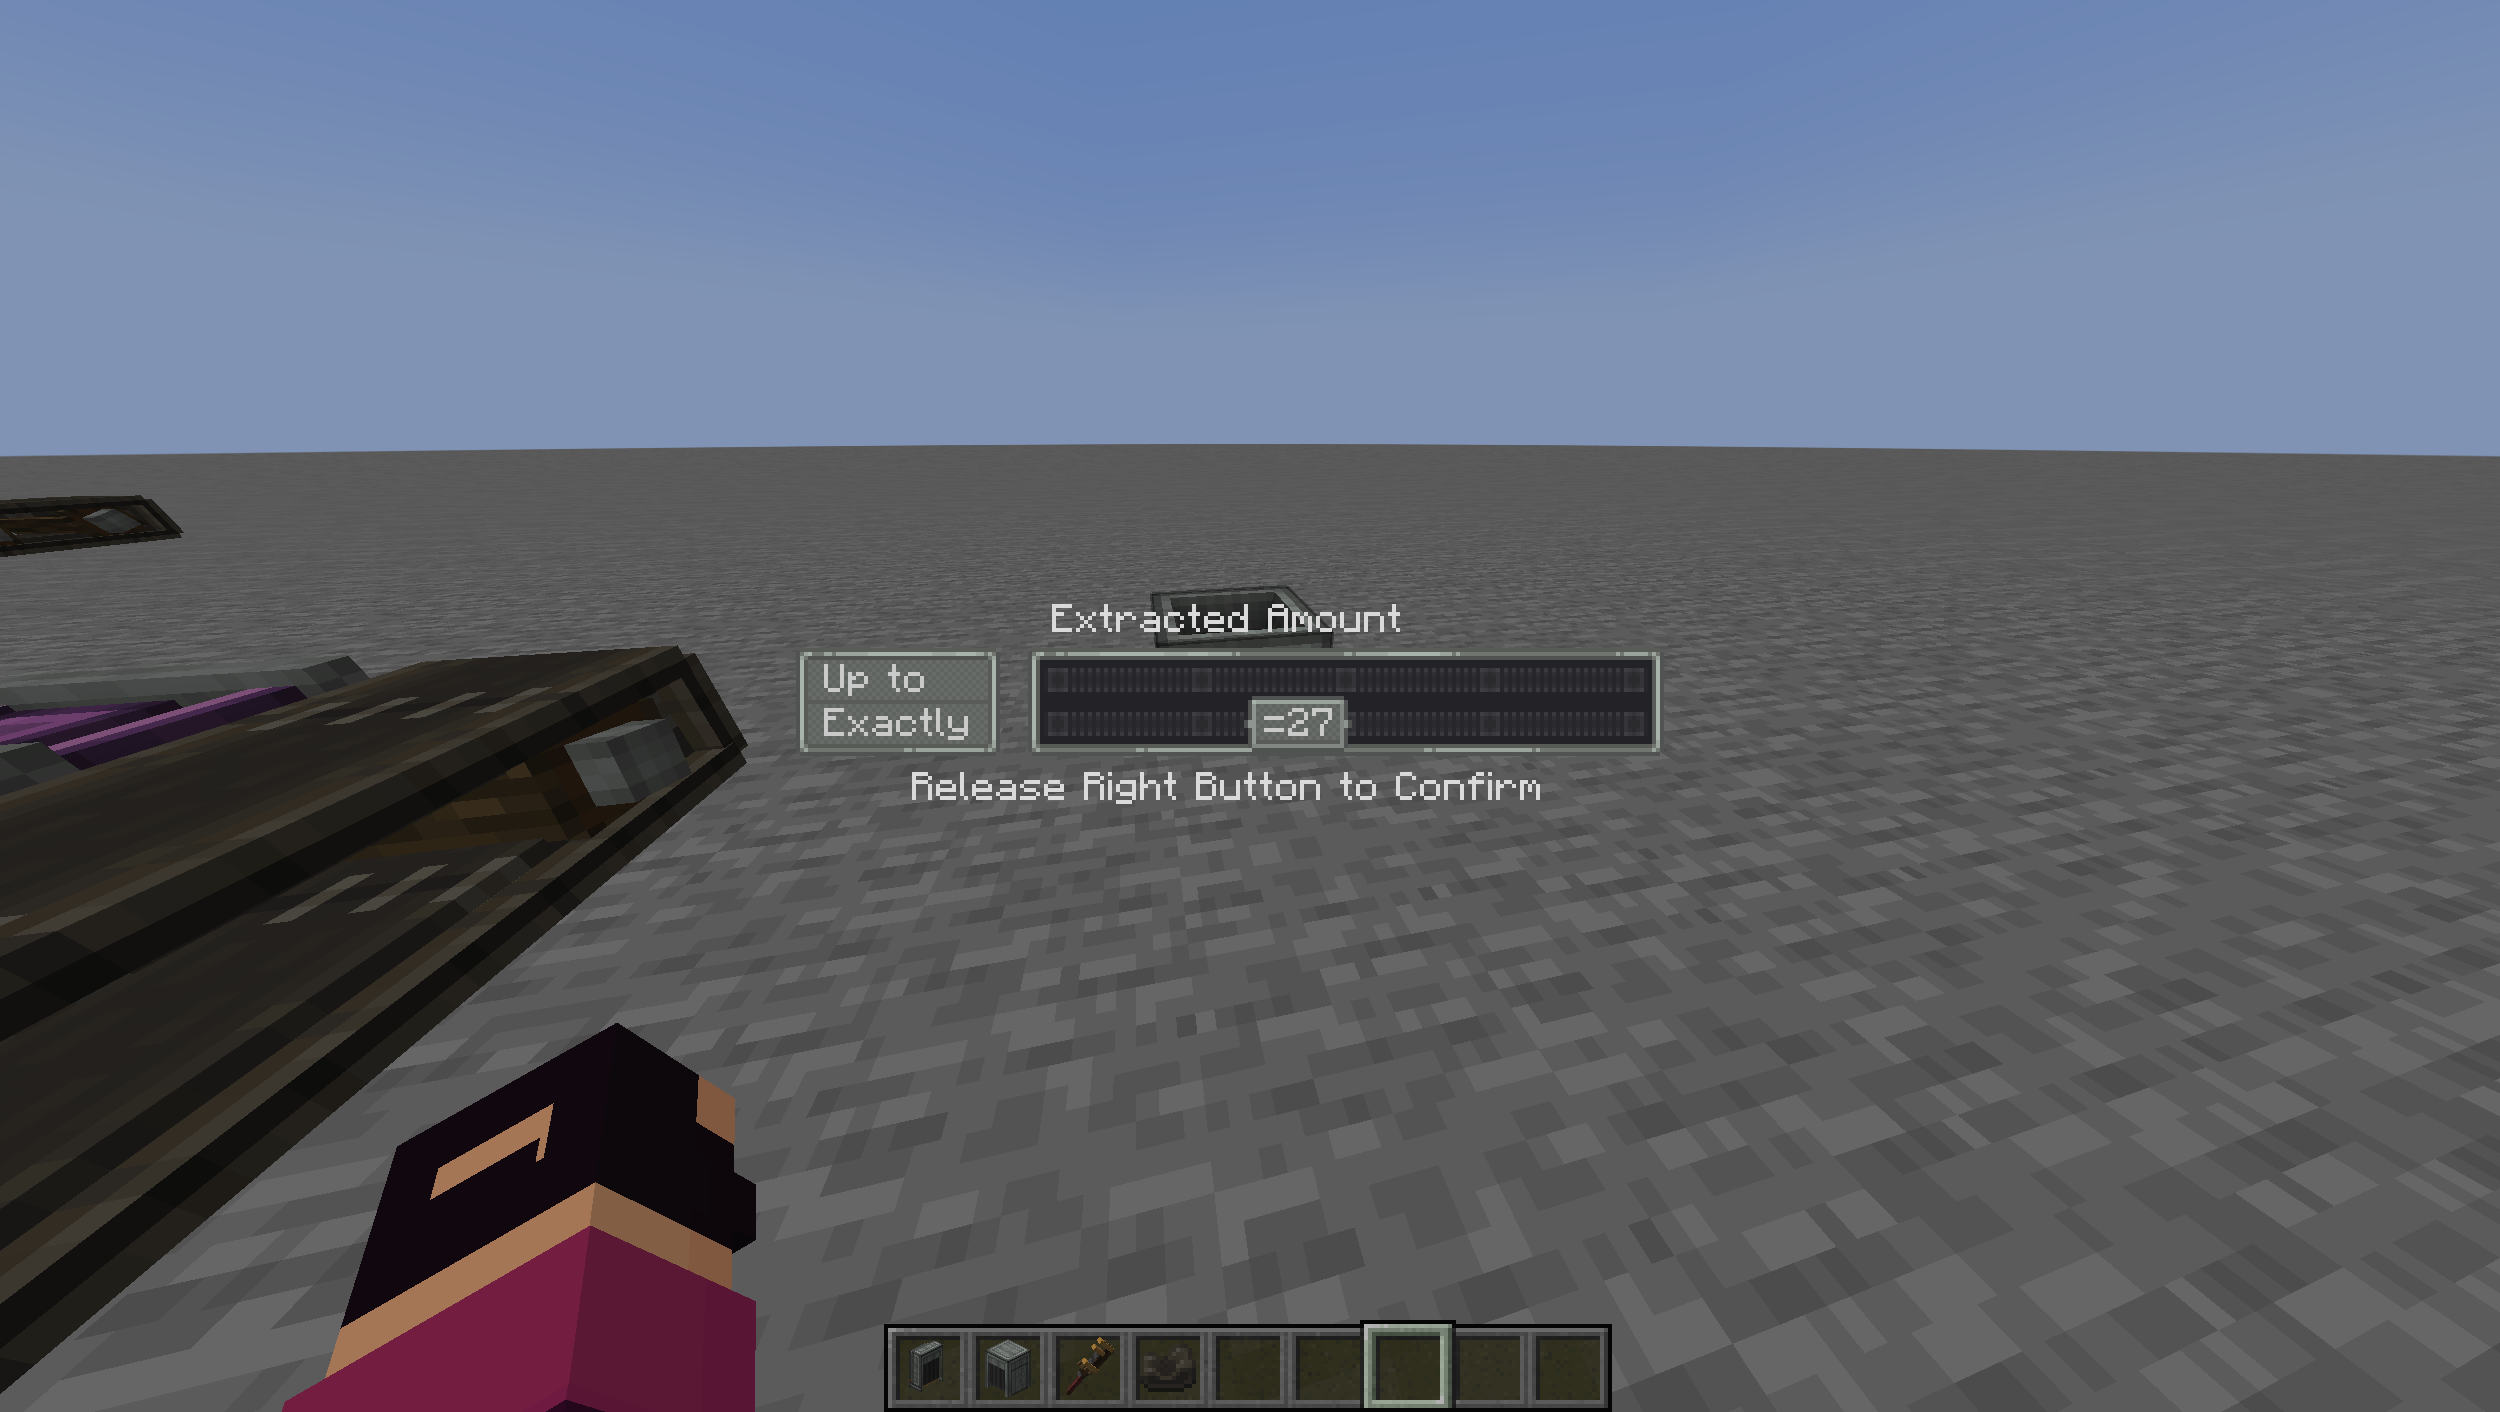 Extracted Amount
Up to
Exactly
=27
Release Right Button to Confirm